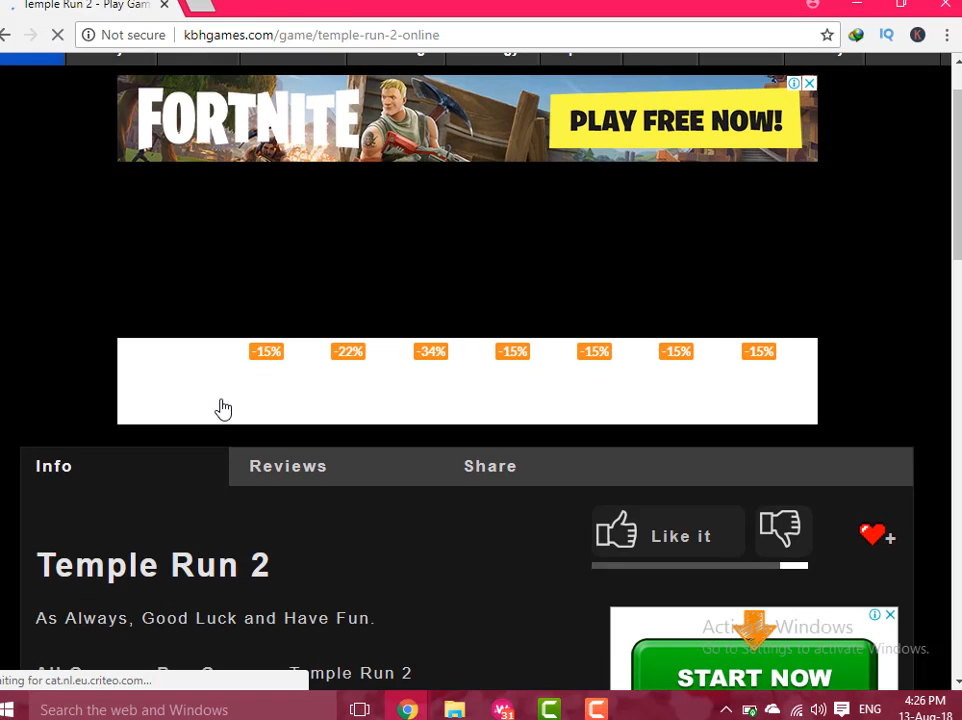 Temple Run 2 - Play Gam
Not secure
kbhgames.com/game/temple-run-2-online
IQ
K
FORTNITE
PLAY FREE NOW!
-15% -22% -34% -15% -15% -15% -15%
Info Reviews Share
Like it
Temple Run 2
As Always, Good Luck and Have Fun.
Temple Run 2
Activate Windows
Go to Settings to activate Windows.
START NOW
aiting for cat.nl.eu.criteo.com...
Search the web and Windows
31
ENG
4:26 PM
13-Aug-18